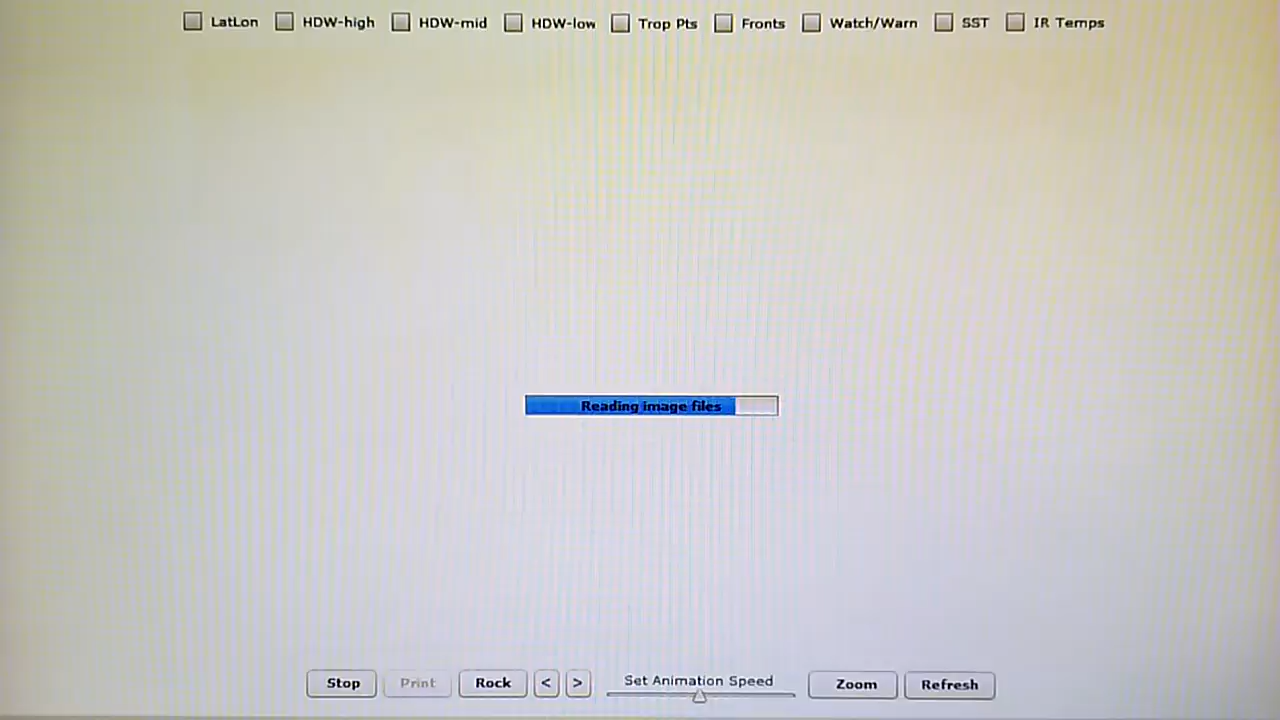 LatLon HDW-high HDW-mid HDW-low Trop Pts Fronts Watch/Warn SST IR Temps
Reading image files
Stop Print Rock < > Set Animation Speed Zoom Refresh